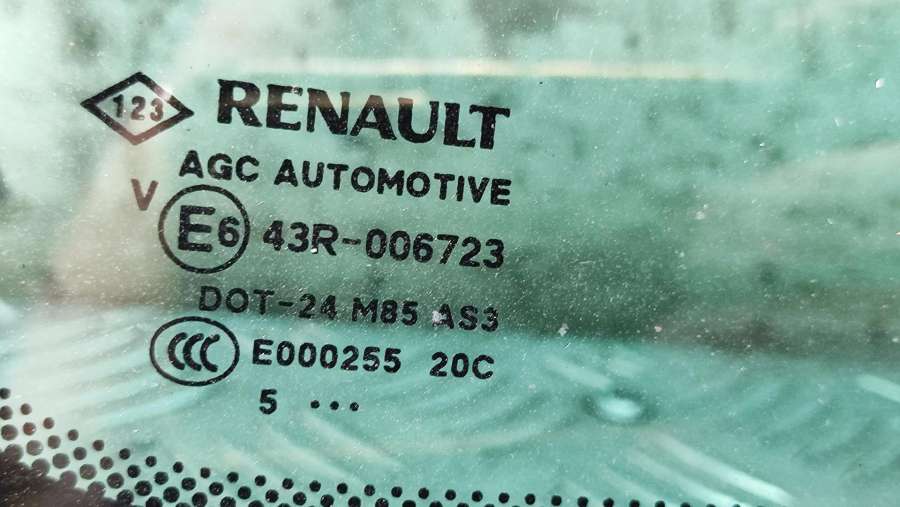 123 RENAULT
AGC AUTOMOTIVE
V E6 43R-006723
DOT-24 M85 AS3
CCC E000255 20C
5 ...